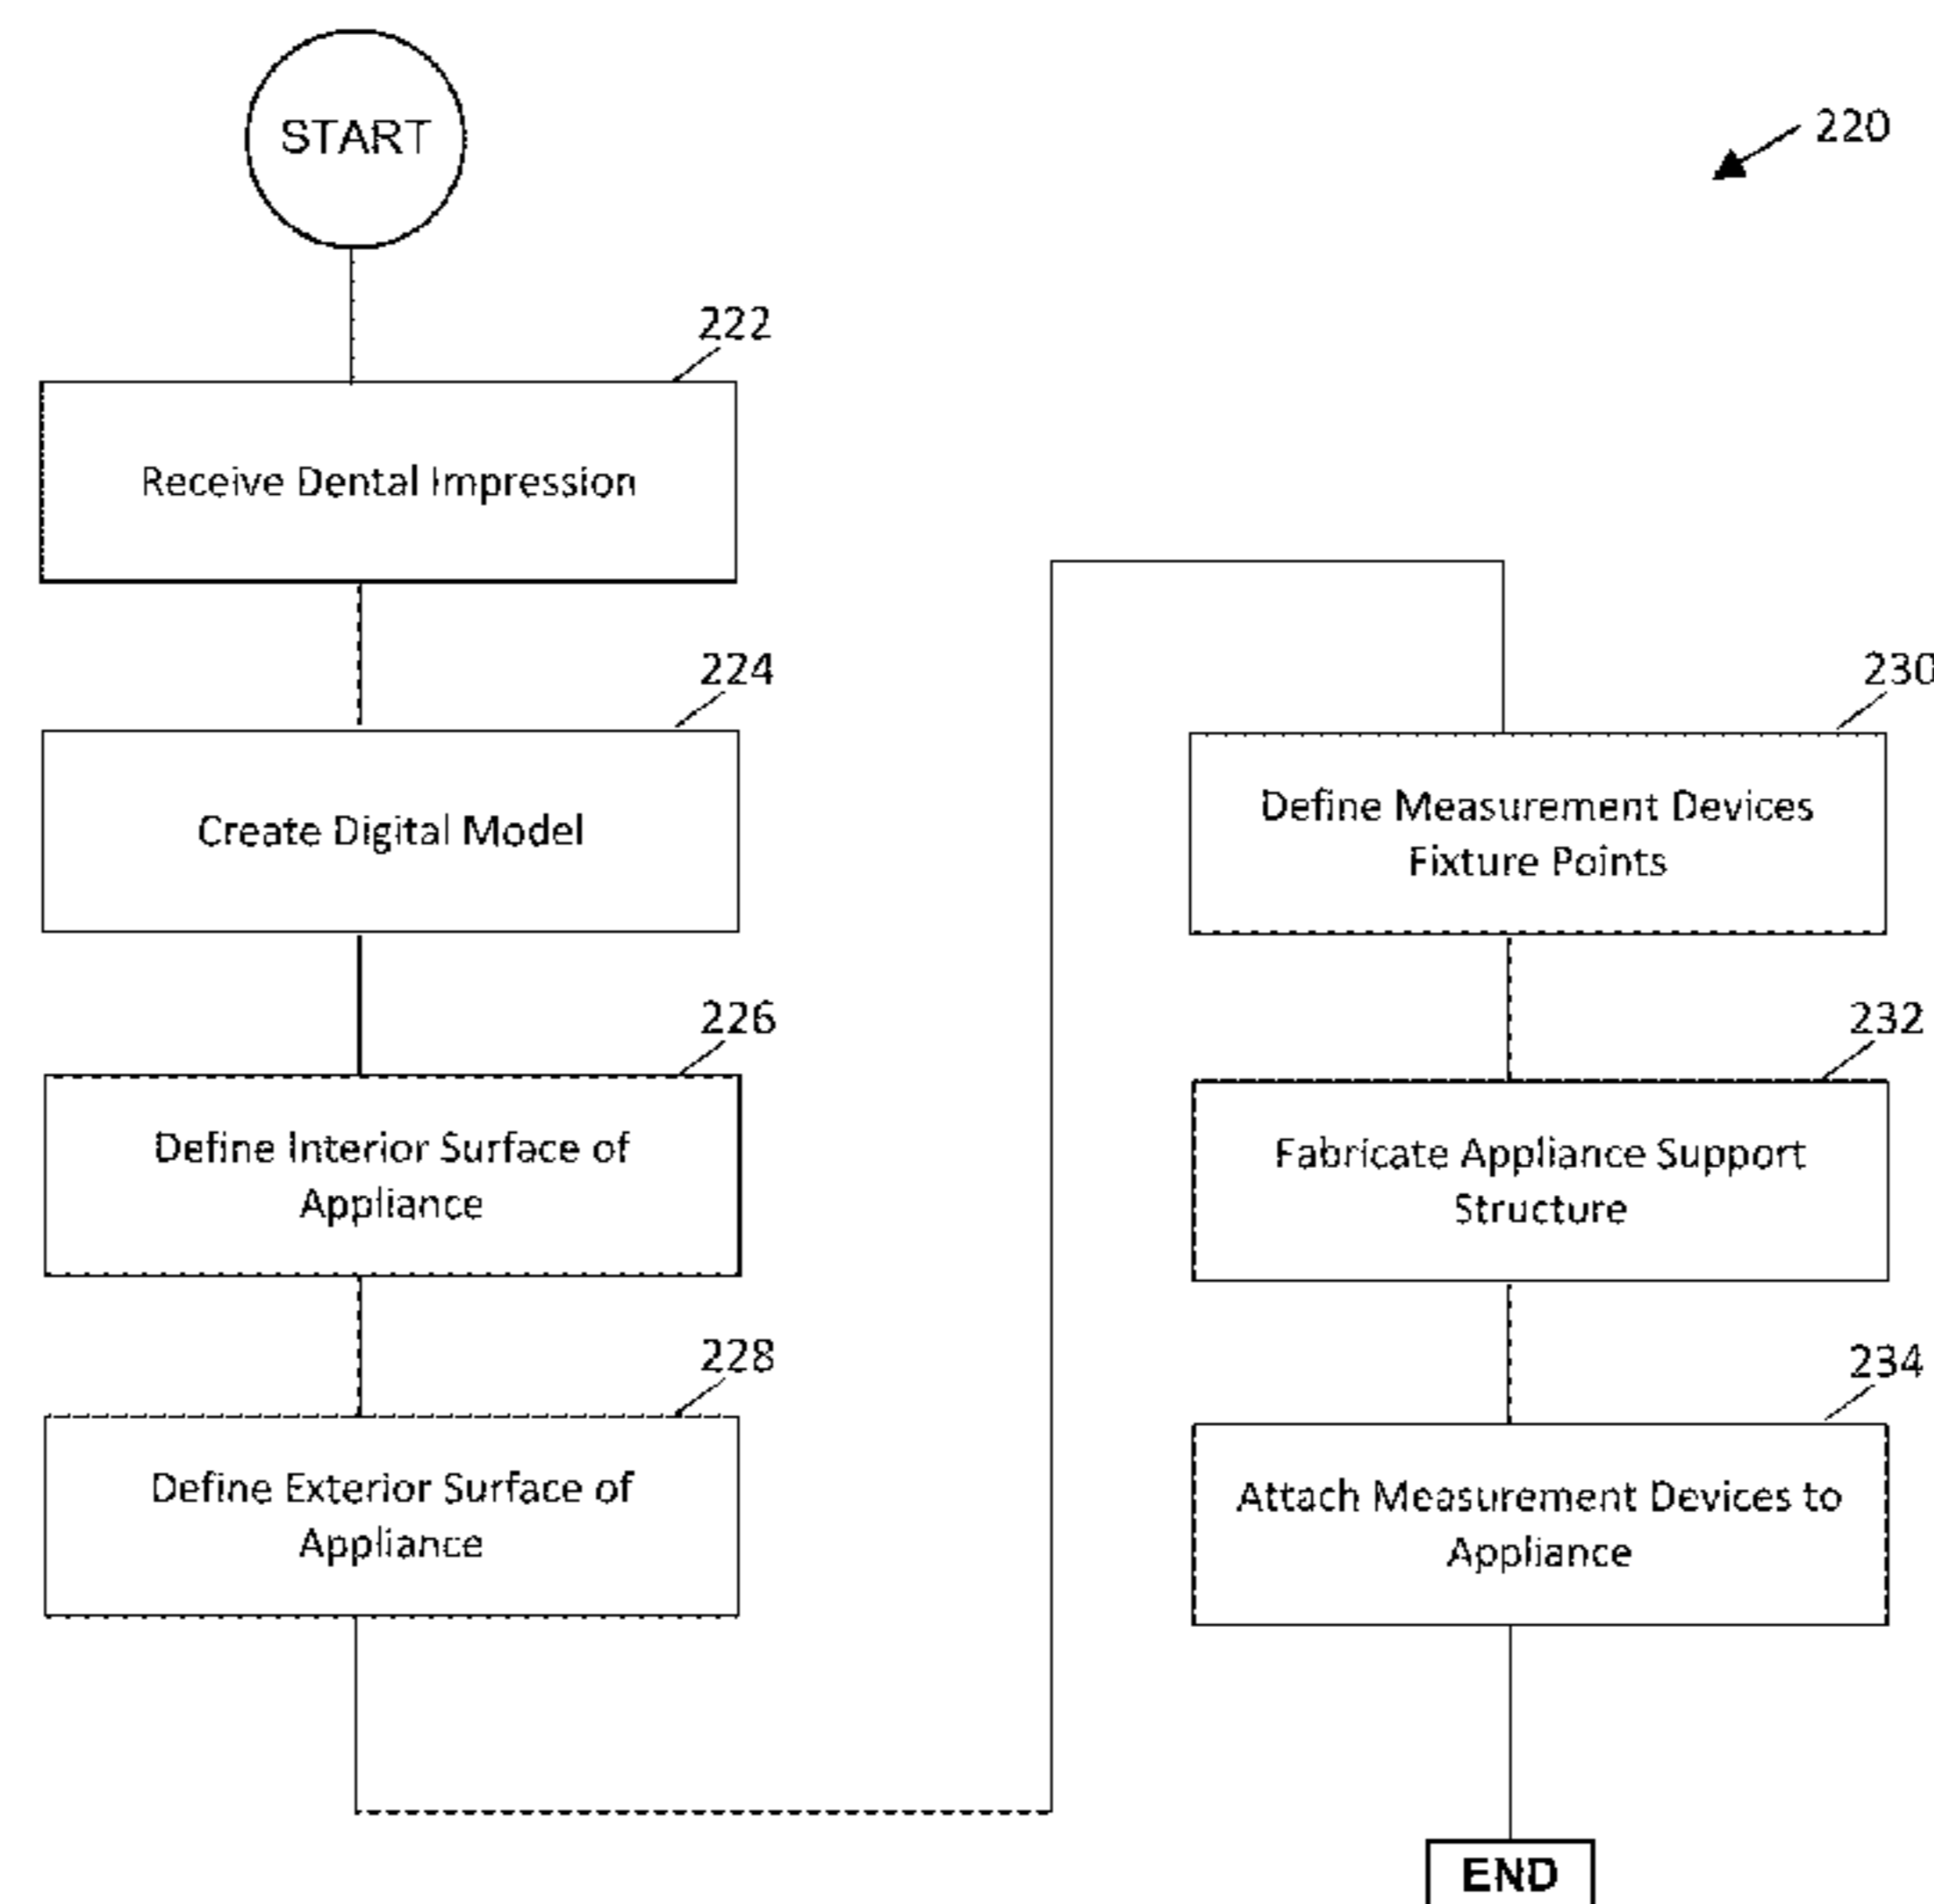 START
220
222
Receive Dental Impression
224
Create Digital Model
226
Define Interior Surface of
Appliance
228
Define Exterior Surface of
Appliance
230
Define Measurement Devices
Fixture Points
232
Fabricate Appliance Support
Structure
234
Attach Measurement Devices to
Appliance
END